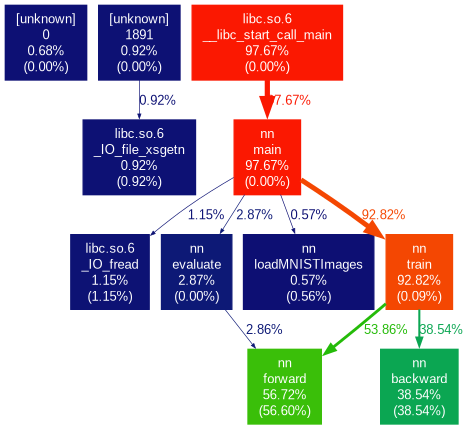 [unknown]
0
0.68%
(0.00%)
[unknown]
1891
0.92%
(0.00%)
libc.so.6
__libc_start_call_main
97.67%
(0.00%)
0.92%
7.67%
libc.so.6
_IO_file_xsgetn
0.92%
(0.92%)
nn
main
97.67%
(0.00%)
1.15%
2.87%
0.57%
92.82%
libc.so.6
_IO_fread
1.15%
(1.15%)
nn
evaluate
2.87%
(0.00%)
nn
loadMNISTImages
0.57%
(0.56%)
nn
train
92.82%
(0.09%)
2.86%
53.86%
38.54%
nn
forward
56.72%
(56.60%)
nn
backward
38.54%
(38.54%)